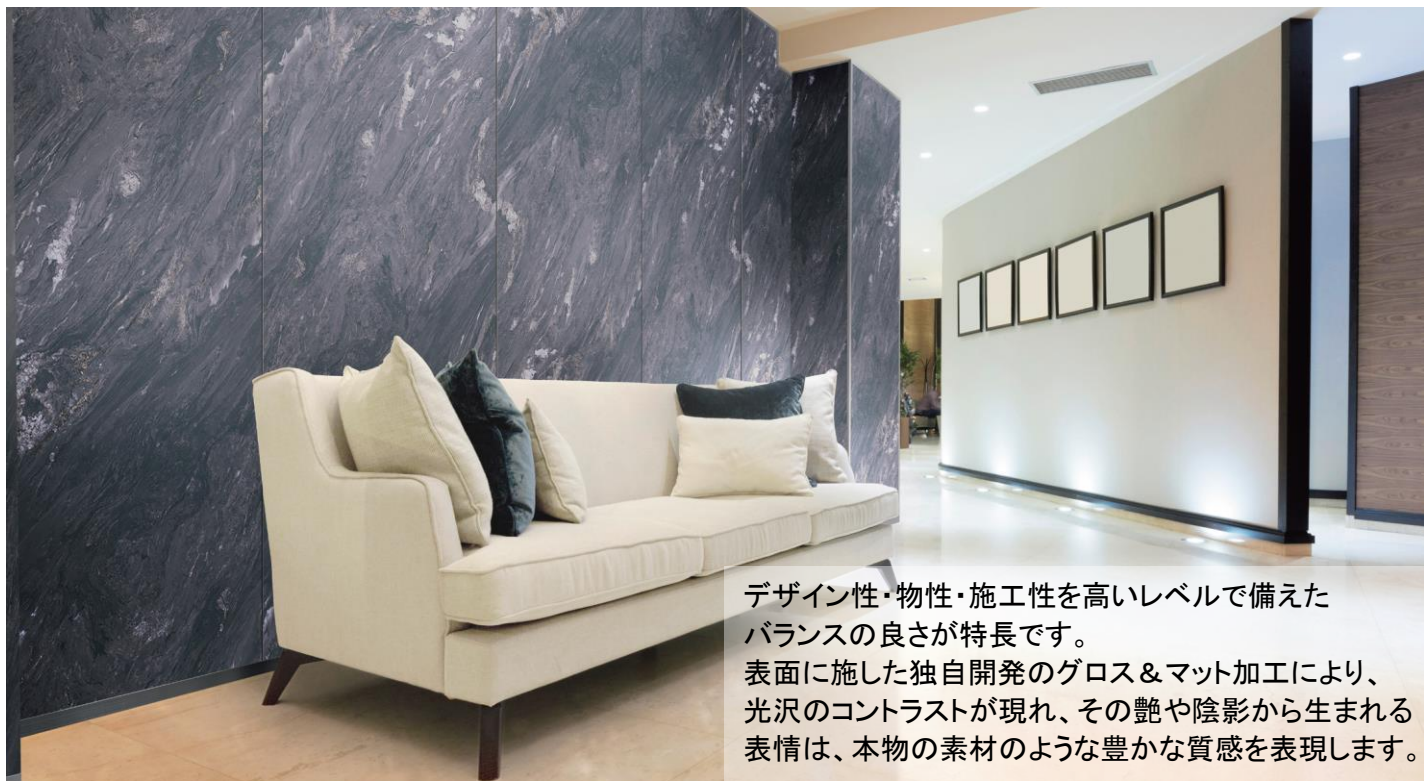 デザイン性・物性・施工性を高いレベルで備えた
バランスの良さが特長です。
表面に施した独自開発のグロス＆マット加工により、
光沢のコントラストが現れ、その艶や陰影から生まれる
表情は、本物の素材のような豊かな質感を表現します。